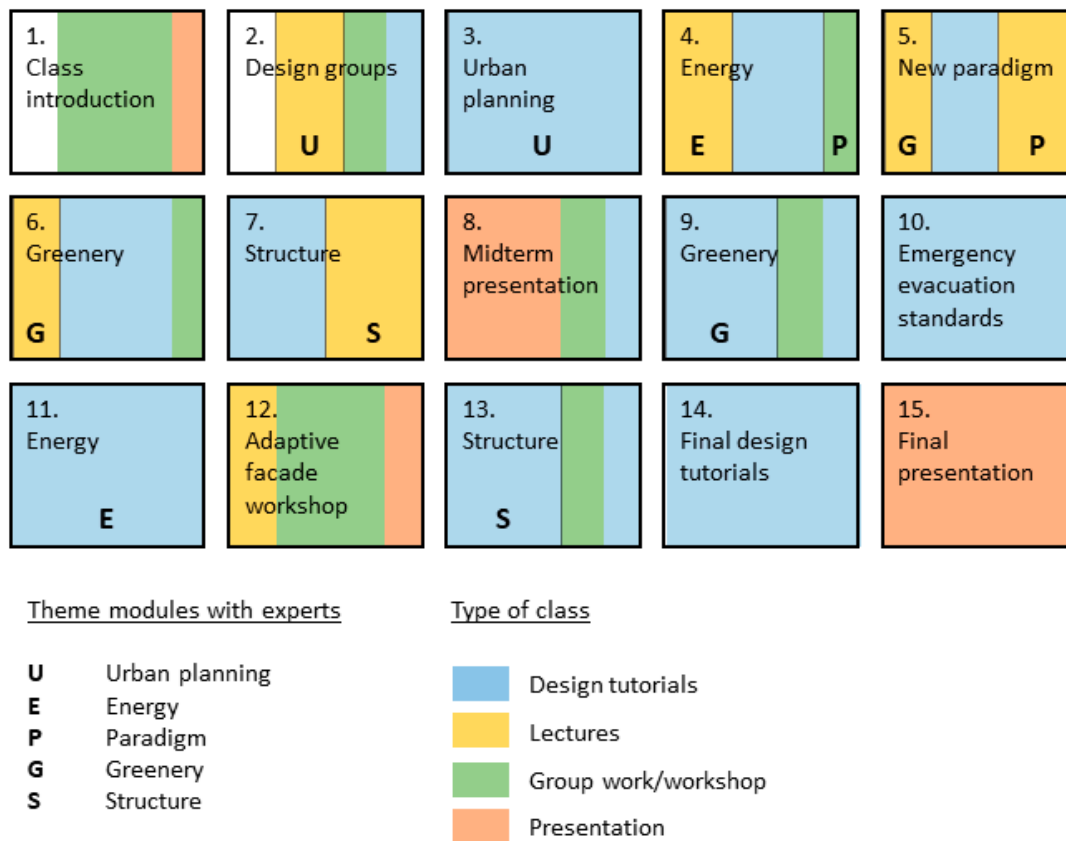 1.
Class
introduction
2.
Design groups
U
3.
Urban
planning
U
4.
Energy
E P
5.
New paradigm
G P
6.
Greenery
G
7.
Structure
S
8.
Midterm
presentation
9.
Greenery
G
10.
Emergency
evacuation
standards
11.
Energy
E
12.
Adaptive
facade
workshop
13.
Structure
S
14.
Final design
tutorials
15.
Final
presentation
Theme modules with experts
U Urban planning
E Energy
P Paradigm
G Greenery
S Structure
Type of class
Design tutorials
Lectures
Group work/workshop
Presentation